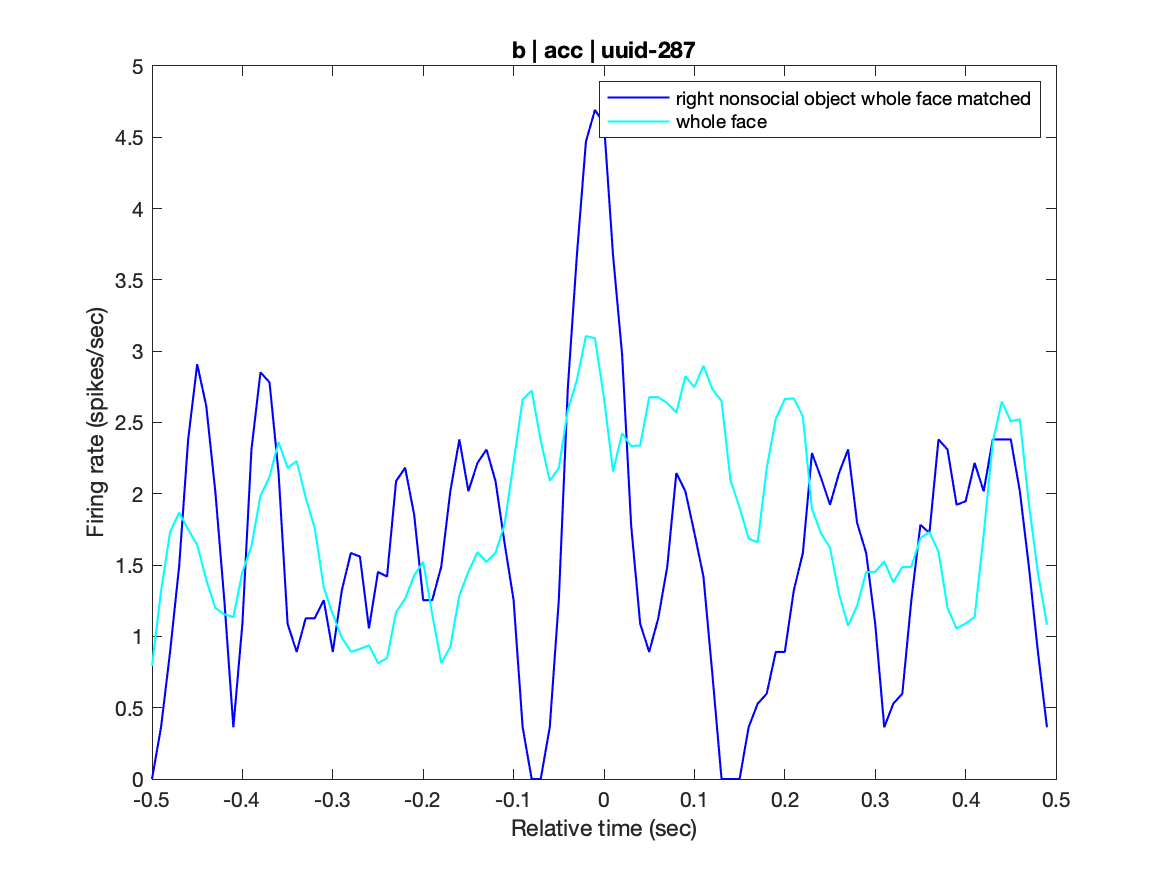 b | acc | uuid-287
right nonsocial object whole face matched
whole face
Firing rate (spikes/sec)
5
4.5
4
3.5
3
2.5
2
1.5
1
0.5
0
-0.5 -0.4 -0.3 -0.2 -0.1 0 0.1 0.2 0.3 0.4 0.5
Relative time (sec)